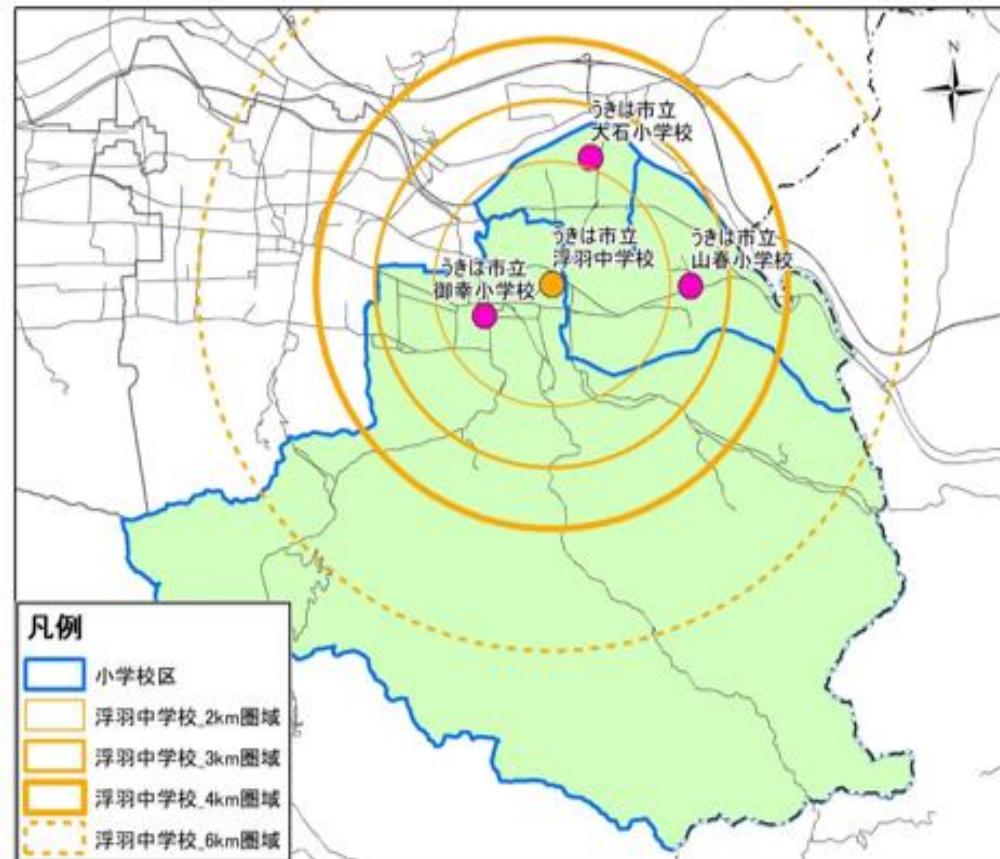 N
うきは市立
大石小学校
うきは市立
浮羽中学校
うきは市立
山春小学校
うきは市立
御幸小学校
凡例
小学校区
浮羽中学校_2km圏域
浮羽中学校_3km圏域
浮羽中学校_4km圏域
浮羽中学校_6km圏域